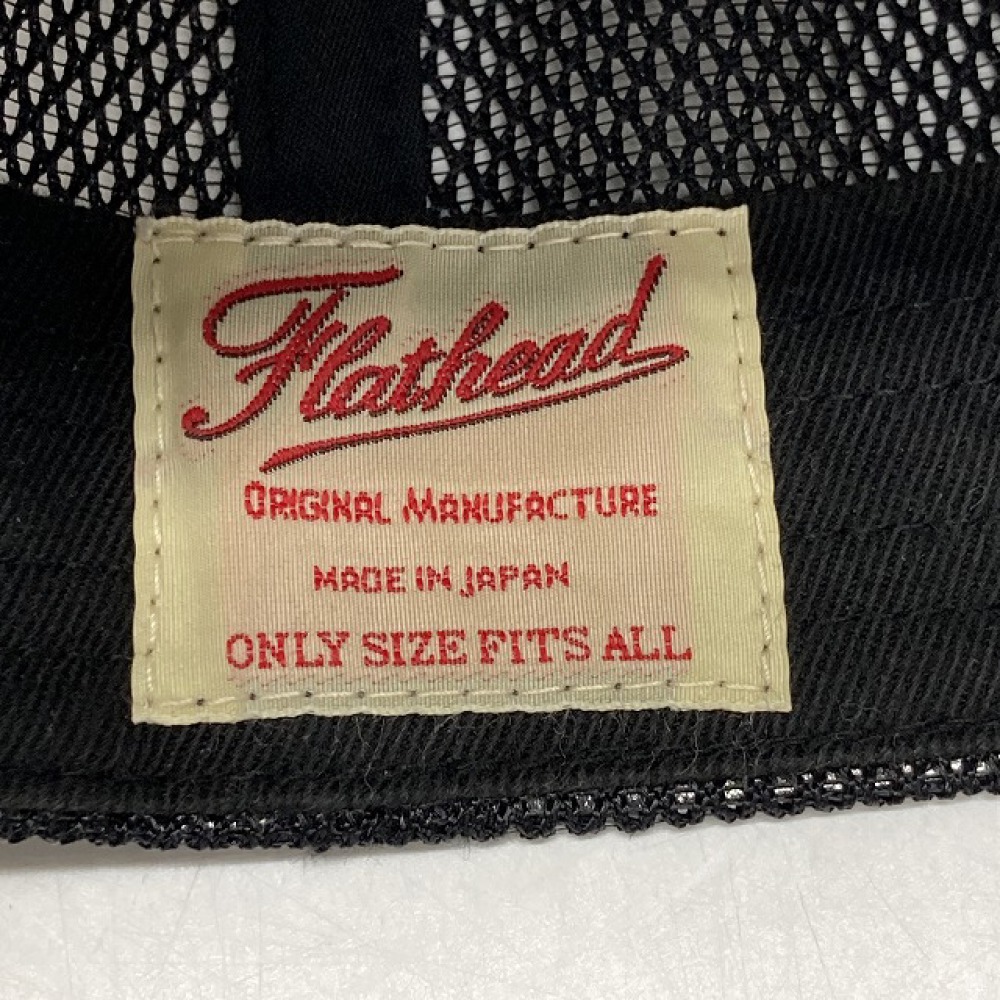 Flathead
ORIGINAL MANUFACTURE
MADE IN JAPAN
ONLY SIZE FITS ALL